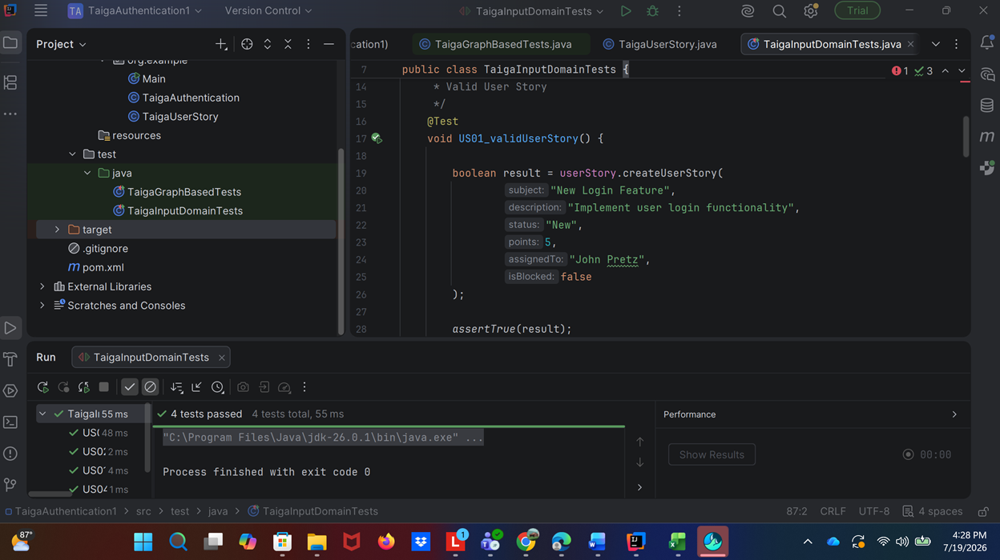 TA TaigaAuthentication1 Version Control TaigaInputDomainTests Trial
Project
org.example
Main
TaigaAuthentication
TaigaUserStory
resources
test
java
TaigaGraphBasedTests
TaigaInputDomainTests
target
.gitignore
m pom.xml
External Libraries
Scratches and Consoles
cation1) TaigaGraphBasedTests.java TaigaUserStory.java TaigaInputDomainTests.java
7 public class TaigaInputDomainTests { 1 3
14 * Valid User Story
15 */
16 @Test
17 void US01_validUserStory() {
18
19 boolean result = userStory.createUserStory(
20 subject: "New Login Feature",
21 description: "Implement user login functionality",
22 status: "New",
23 points: 5,
24 assignedTo: "John Pretz",
25 isBlocked: false
26 );
27
28 assertTrue(result);
m
Run TaigaInputDomainTests
TaigaI 55 ms
US( 48 ms
US02 2 ms
4 ms
US04 1 ms
4 tests passed 4 tests total, 55 ms
"C:\Program Files\Java\jdk-26.0.1\bin\java.exe" ...
Process finished with exit code 0
Performance
Show Results 00:00
TaigaAuthentication1 > src > test > java > TaigaInputDomainTests 87:2 CRLF UTF-8 4 spaces
87°
1
4:28 PM
7/19/2026